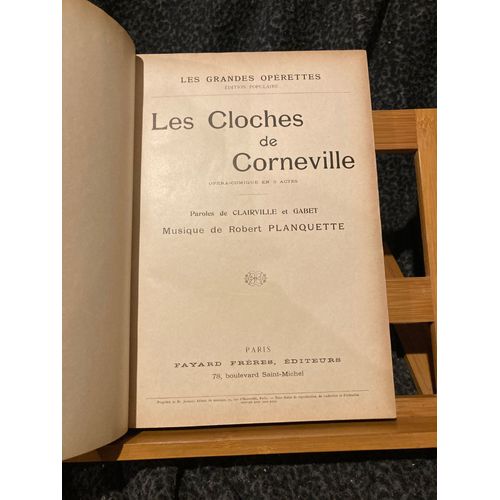 LES GRANDES OPÉRETTES
ÉDITION POPULAIRE
Les Cloches
de
Corneville
OPÉRA-COMIQUE EN 3 ACTES
Paroles de CLAIRVILLE et GABET
Musique de Robert PLANQUETTE
PARIS
FAYARD FRÈRES, ÉDITEURS
78, boulevard Saint-Michel